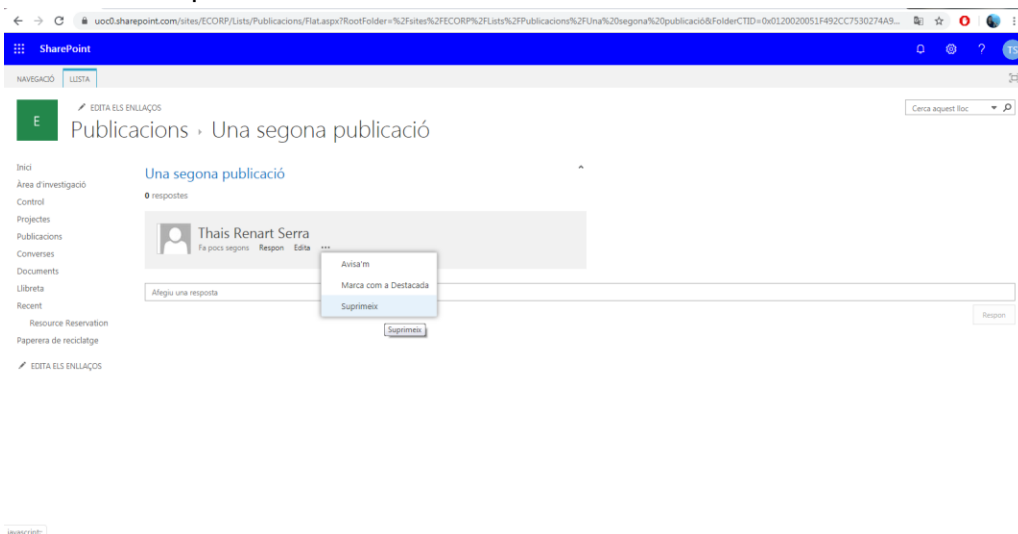 uoc0.sharepoint.com/sites/ECORP/Lists/Publicacions/Flat.aspx?RootFolder=%2Fsites%2FECORP%2FLists%2FPublicacions%2FUna%20segona%20publicació&FolderCTID=0x0120020051F492CC7530274A9...
SharePoint
? TS
NAVEGACIÓ LLISTA
EDITA ELS ENLLAÇOS
Cerca aquest lloc
E
Publicacions › Una segona publicació
Inici
Una segona publicació
Àrea d'investigació
0 respostes
Control
Projectes
Publicacions
Thais Renart Serra
Fa pocs segons Respon Edita ...
Converses
Avisa'm
Documents
Marca com a Destacada
Llibreta
Afegiu una resposta
Recent
Suprimeix
Respon
Resource Reservation
Suprimeix
Paperera de reciclatge
EDITA ELS ENLLAÇOS